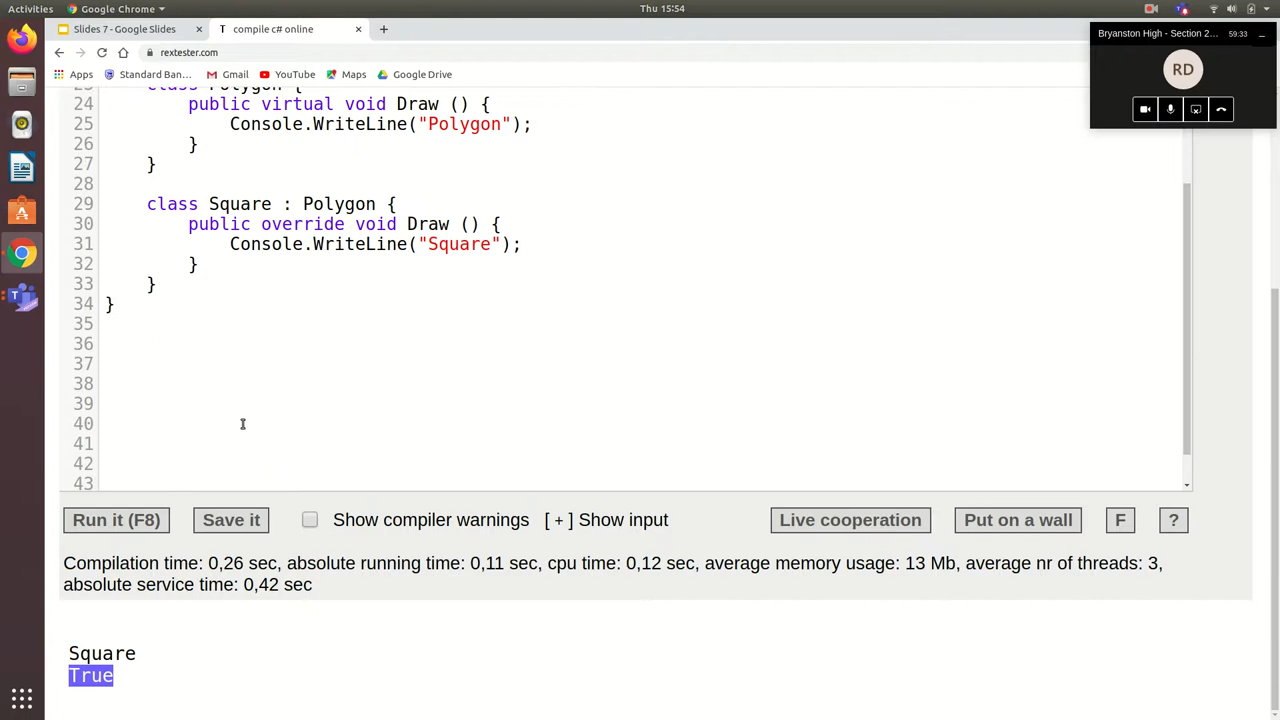 Activities
Google Chrome
Thu 15:54
Slides 7 - Google Slides
compile c# online
rextester.com
Apps
Standard Ban...
Gmail
YouTube
Maps
Google Drive
Bryanston High - Section 2...
59:33
RD
class Polygon {
24 public virtual void Draw () {
25 Console.WriteLine("Polygon");
26 }
27 }
28
29 class Square : Polygon {
30 public override void Draw () {
31 Console.WriteLine("Square");
32 }
33 }
34 }
35
36
37
38
39
40
41
42
43
Run it (F8)
Save it
Show compiler warnings
[ + ] Show input
Live cooperation
Put on a wall
F
?
Compilation time: 0,26 sec, absolute running time: 0,11 sec, cpu time: 0,12 sec, average memory usage: 13 Mb, average nr of threads: 3,
absolute service time: 0,42 sec
Square
True